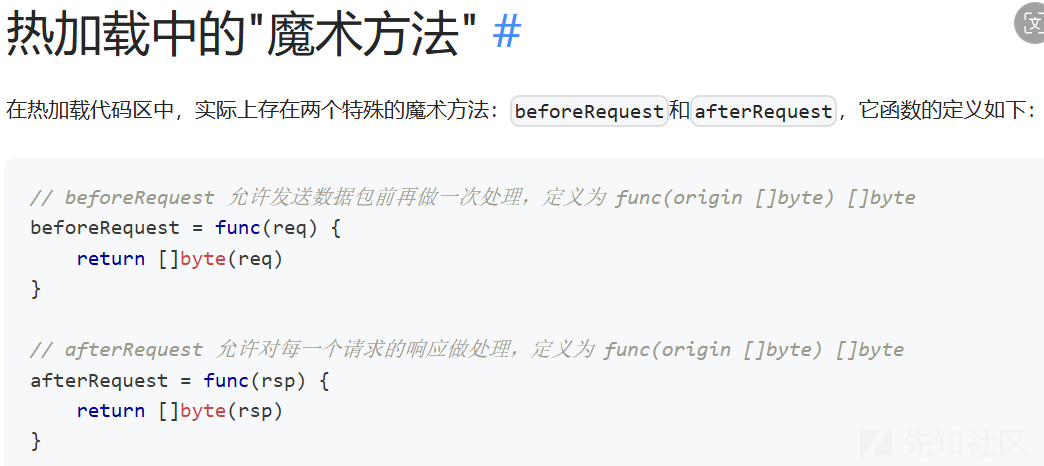 热加载中的"魔术方法" #
文
在热加载代码区中，实际上存在两个特殊的魔术方法：beforeRequest和afterRequest，它函数的定义如下：
// beforeRequest 允许发送数据包前再做一次处理，定义为 func(origin []byte) []byte
beforeRequest = func(req) {
    return []byte(req)
}
// afterRequest 允许对每一个请求的响应做处理，定义为 func(origin []byte) []byte
afterRequest = func(rsp) {
    return []byte(rsp)
}
先知社区